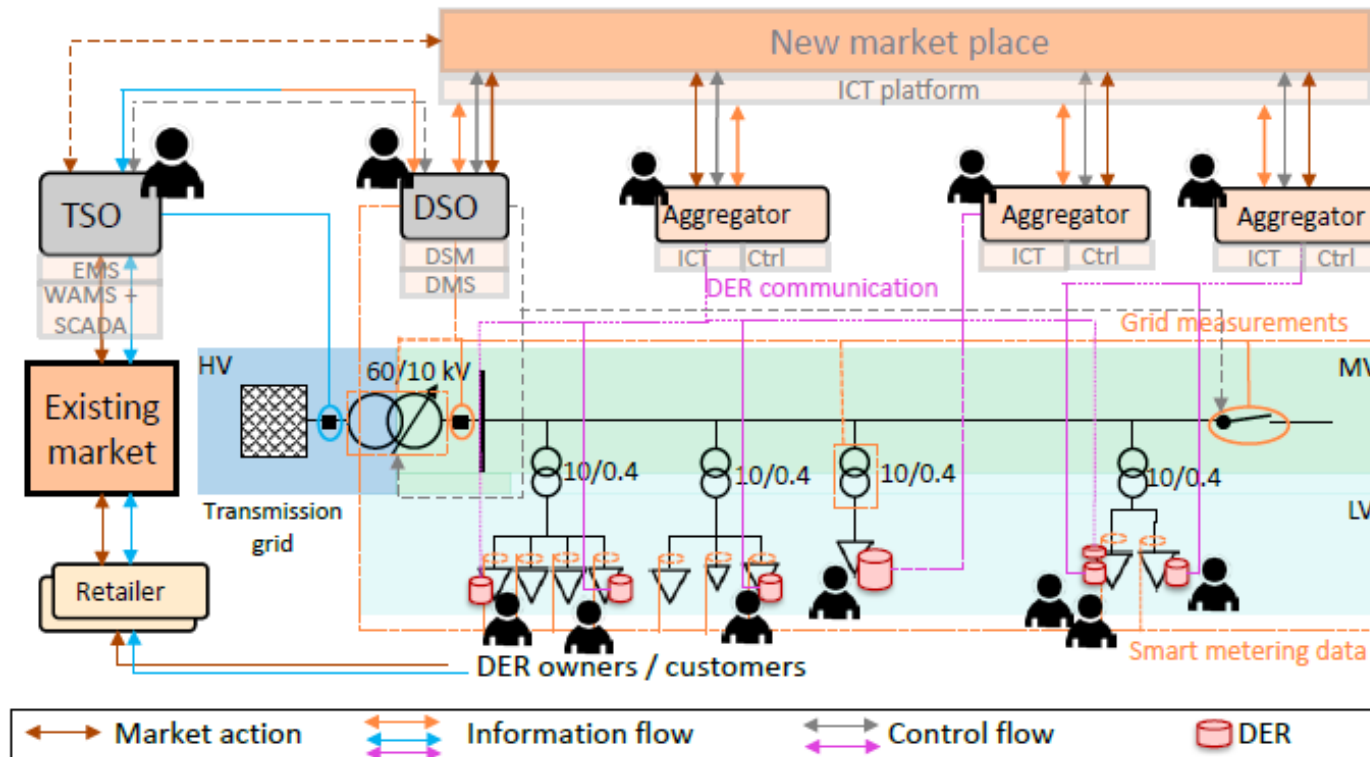 New market place
ICT platform
TSO
DSO
Aggregator
Aggregator
Aggregator
EMS
WAMS +
SCADA
DSM
DMS
ICT
Ctrl
ICT
Ctrl
ICT
Ctrl
DER communication
Grid measurements
Existing
market
HV
60/10 kV
MV
10/0.4
10/0.4
10/0.4
10/0.4
LV
Transmission
grid
Retailer
DER owners / customers
Smart metering data
Market action
Information flow
Control flow
DER